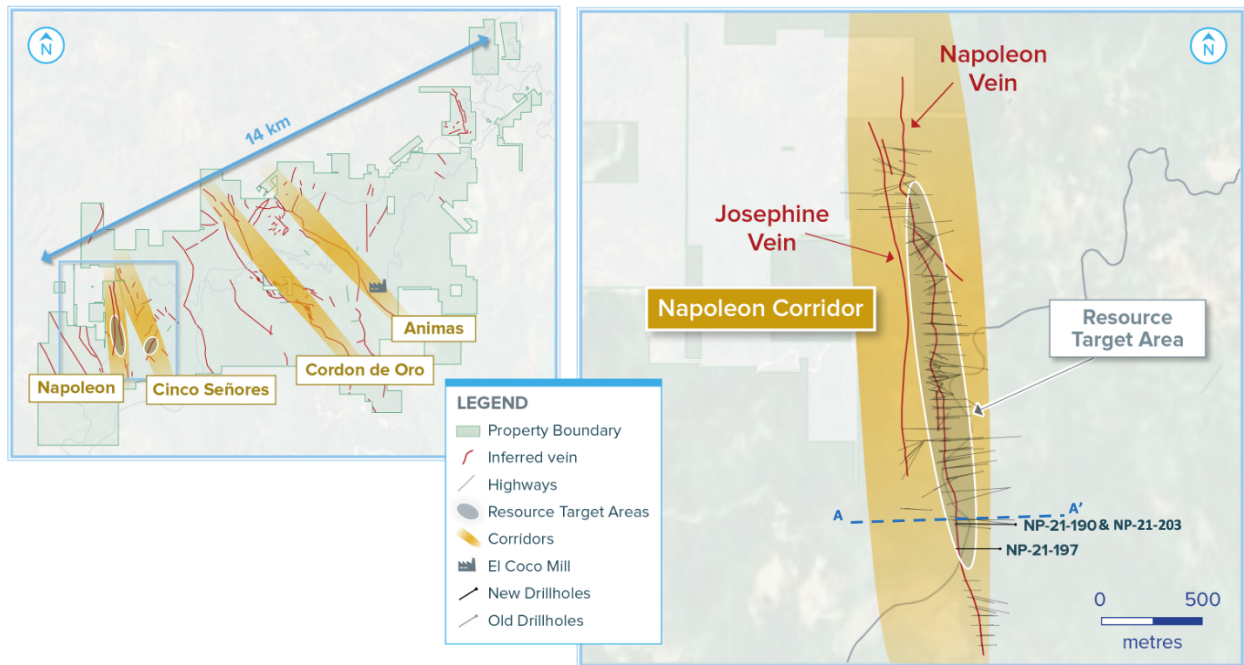 N
14 km
Animas
Cordon de Oro
Napoleon
Cinco Señores
LEGEND
Property Boundary
Inferred vein
Highways
Resource Target Areas
Corridors
El Coco Mill
New Drillholes
Old Drillholes
N
Napoleon
Vein
Josephine
Vein
Napoleon Corridor
Resource
Target Area
A
A'
NP-21-190 & NP-21-203
NP-21-197
0 500
metres